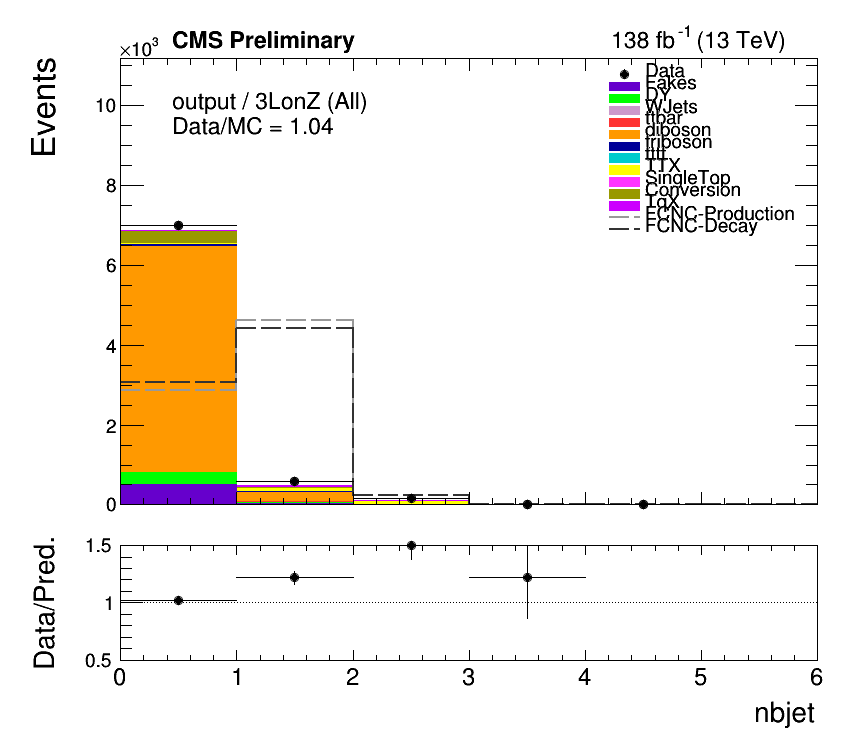 ×10³ CMS Preliminary 138 fb⁻¹ (13 TeV)
Events
output / 3LonZ (All)
Data/MC = 1.04
Data
Fakes
DY
WJets
ttbar
diboson
triboson
tttt
TTX
SingleTop
Conversion
TqX
FCNC-Production
FCNC-Decay
10
8
6
4
2
0
Data/Pred.
1.5
1
0.5
0 1 2 3 4 5 6
nbjet